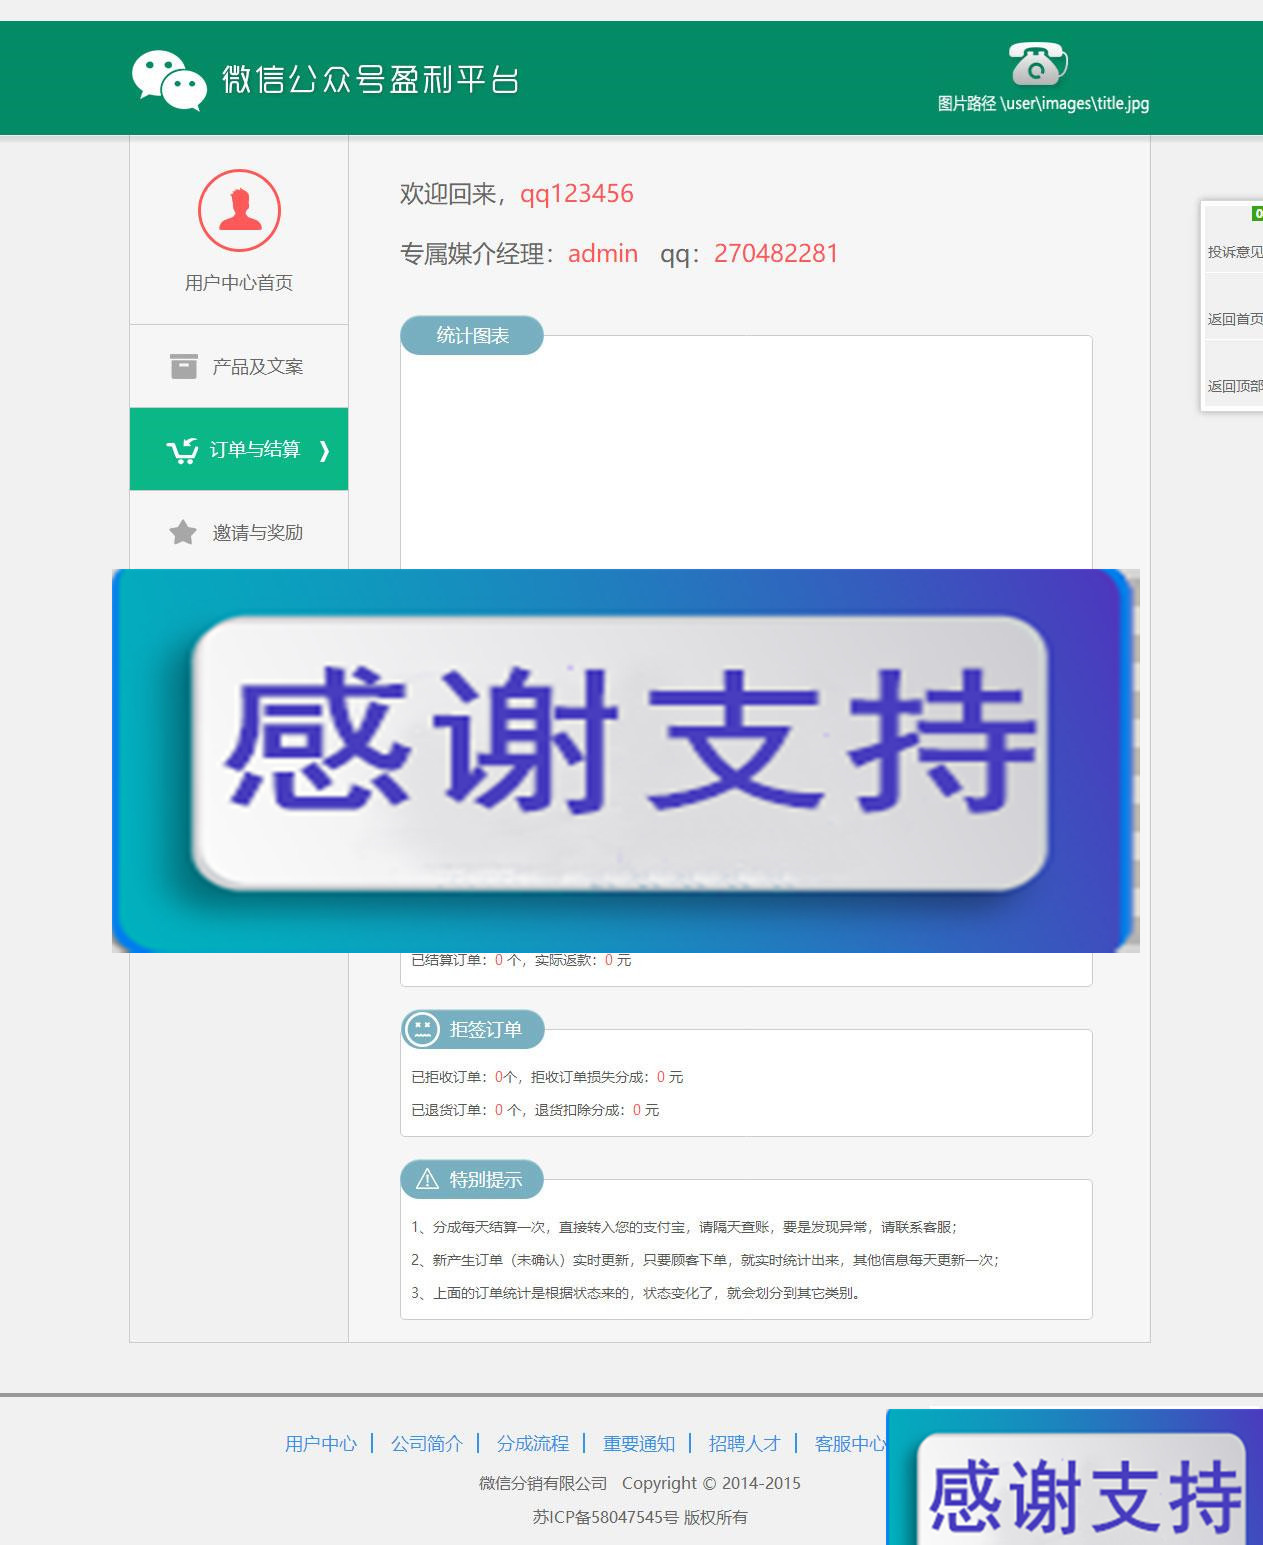 微信公众号盈利平台
图片路径 \user\images\title.jpg
欢迎回来，qq123456
专属媒介经理：admin qq：270482281
用户中心首页
产品及文案
订单与结算
邀请与奖励
统计图表
0
投诉意见
返回首页
返回顶部
感谢支持
已结算订单：0 个，实际返款：0 元
拒签订单
已拒收订单：0个，拒收订单损失分成：0 元
已退货订单：0 个，退货扣除分成：0 元
特别提示
1、分成每天结算一次，直接转入您的支付宝，请隔天查账，要是发现异常，请联系客服；
2、新产生订单（未确认）实时更新，只要顾客下单，就实时统计出来，其他信息每天更新一次；
3、上面的订单统计是根据状态来的，状态变化了，就会划分到其它类别。
用户中心 | 公司简介 | 分成流程 | 重要通知 | 招聘人才 | 客服中心
微信分销有限公司 Copyright © 2014-2015
苏ICP备58047545号 版权所有
感谢支持